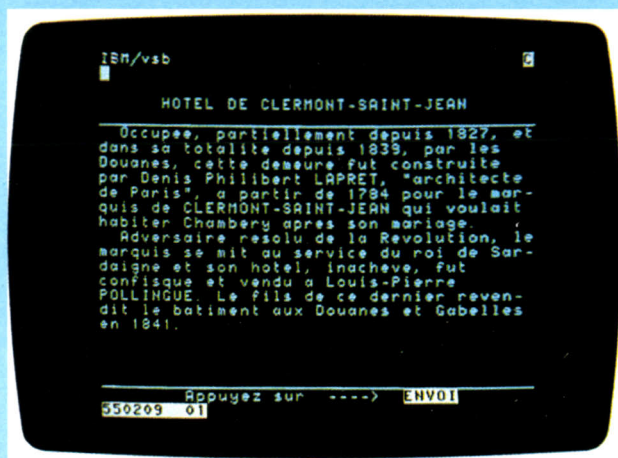 IBM/vsb C
HOTEL DE CLERMONT-SAINT-JEAN
Occupee, partiellement depuis 1827, et
dans sa totalite depuis 1839, par les
Douanes, cette demeure fut construite
par Denis Philibert LAPRET, "architecte
de Paris", a partir de 1784 pour le mar-
quis de CLERMONT-SAINT-JEAN qui voulait
habiter Chambery apres son mariage.
Adversaire resolu de la Revolution, le
marquis se mit au service du roi de Sar-
daigne et son hotel, inacheve, fut
confisque et vendu a Louis-Pierre
POLLINGUE. Le fils de ce dernier reven-
dit le batiment aux Douanes et Gabelles
en 1841.
Appuyez sur ----> ENVOI
550209 01